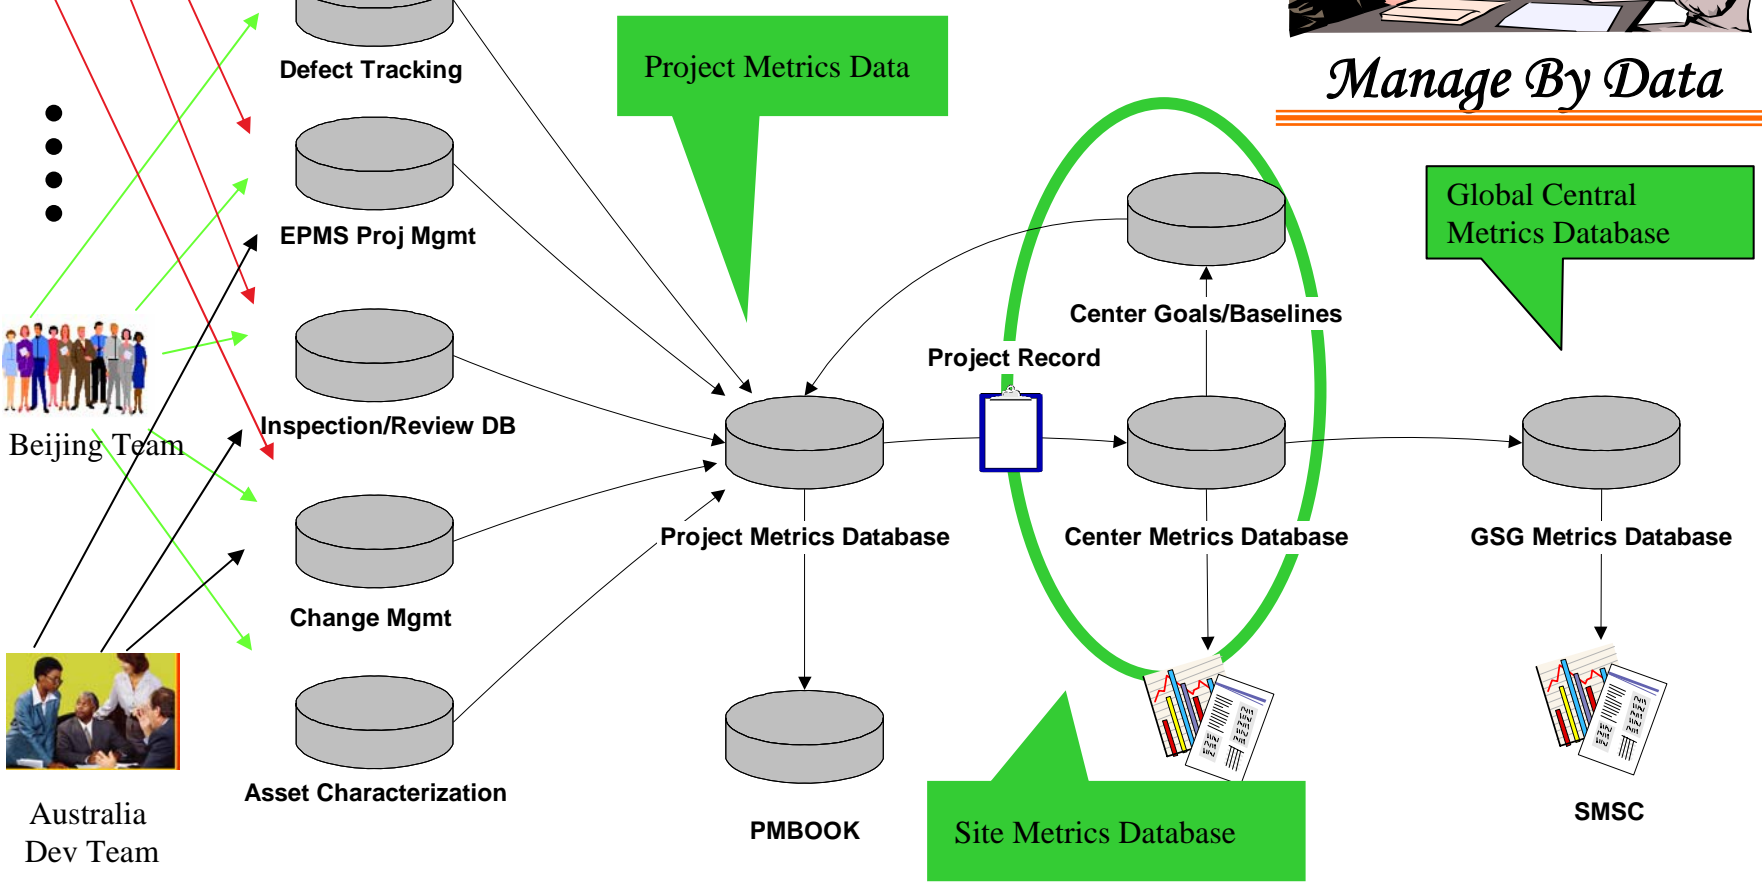 Defect Tracking
Project Metrics Data
Manage By Data
EPMS Proj Mgmt
Global Central
Metrics Database
Center Goals/Baselines
Project Record
Beijing Team
Inspection/Review DB
Project Metrics Database
Center Metrics Database
GSG Metrics Database
Change Mgmt
Asset Characterization
Australia
Dev Team
PMBOOK
Site Metrics Database
SMSC